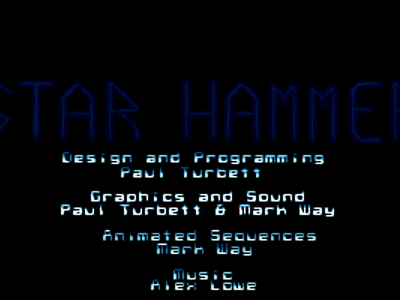 STAR HAMMER
Design and Programming
Paul Turbett
Graphics and Sound
Paul Turbett & Mark Way
Animated Sequences
Mark Way
Music
Alex Lowe